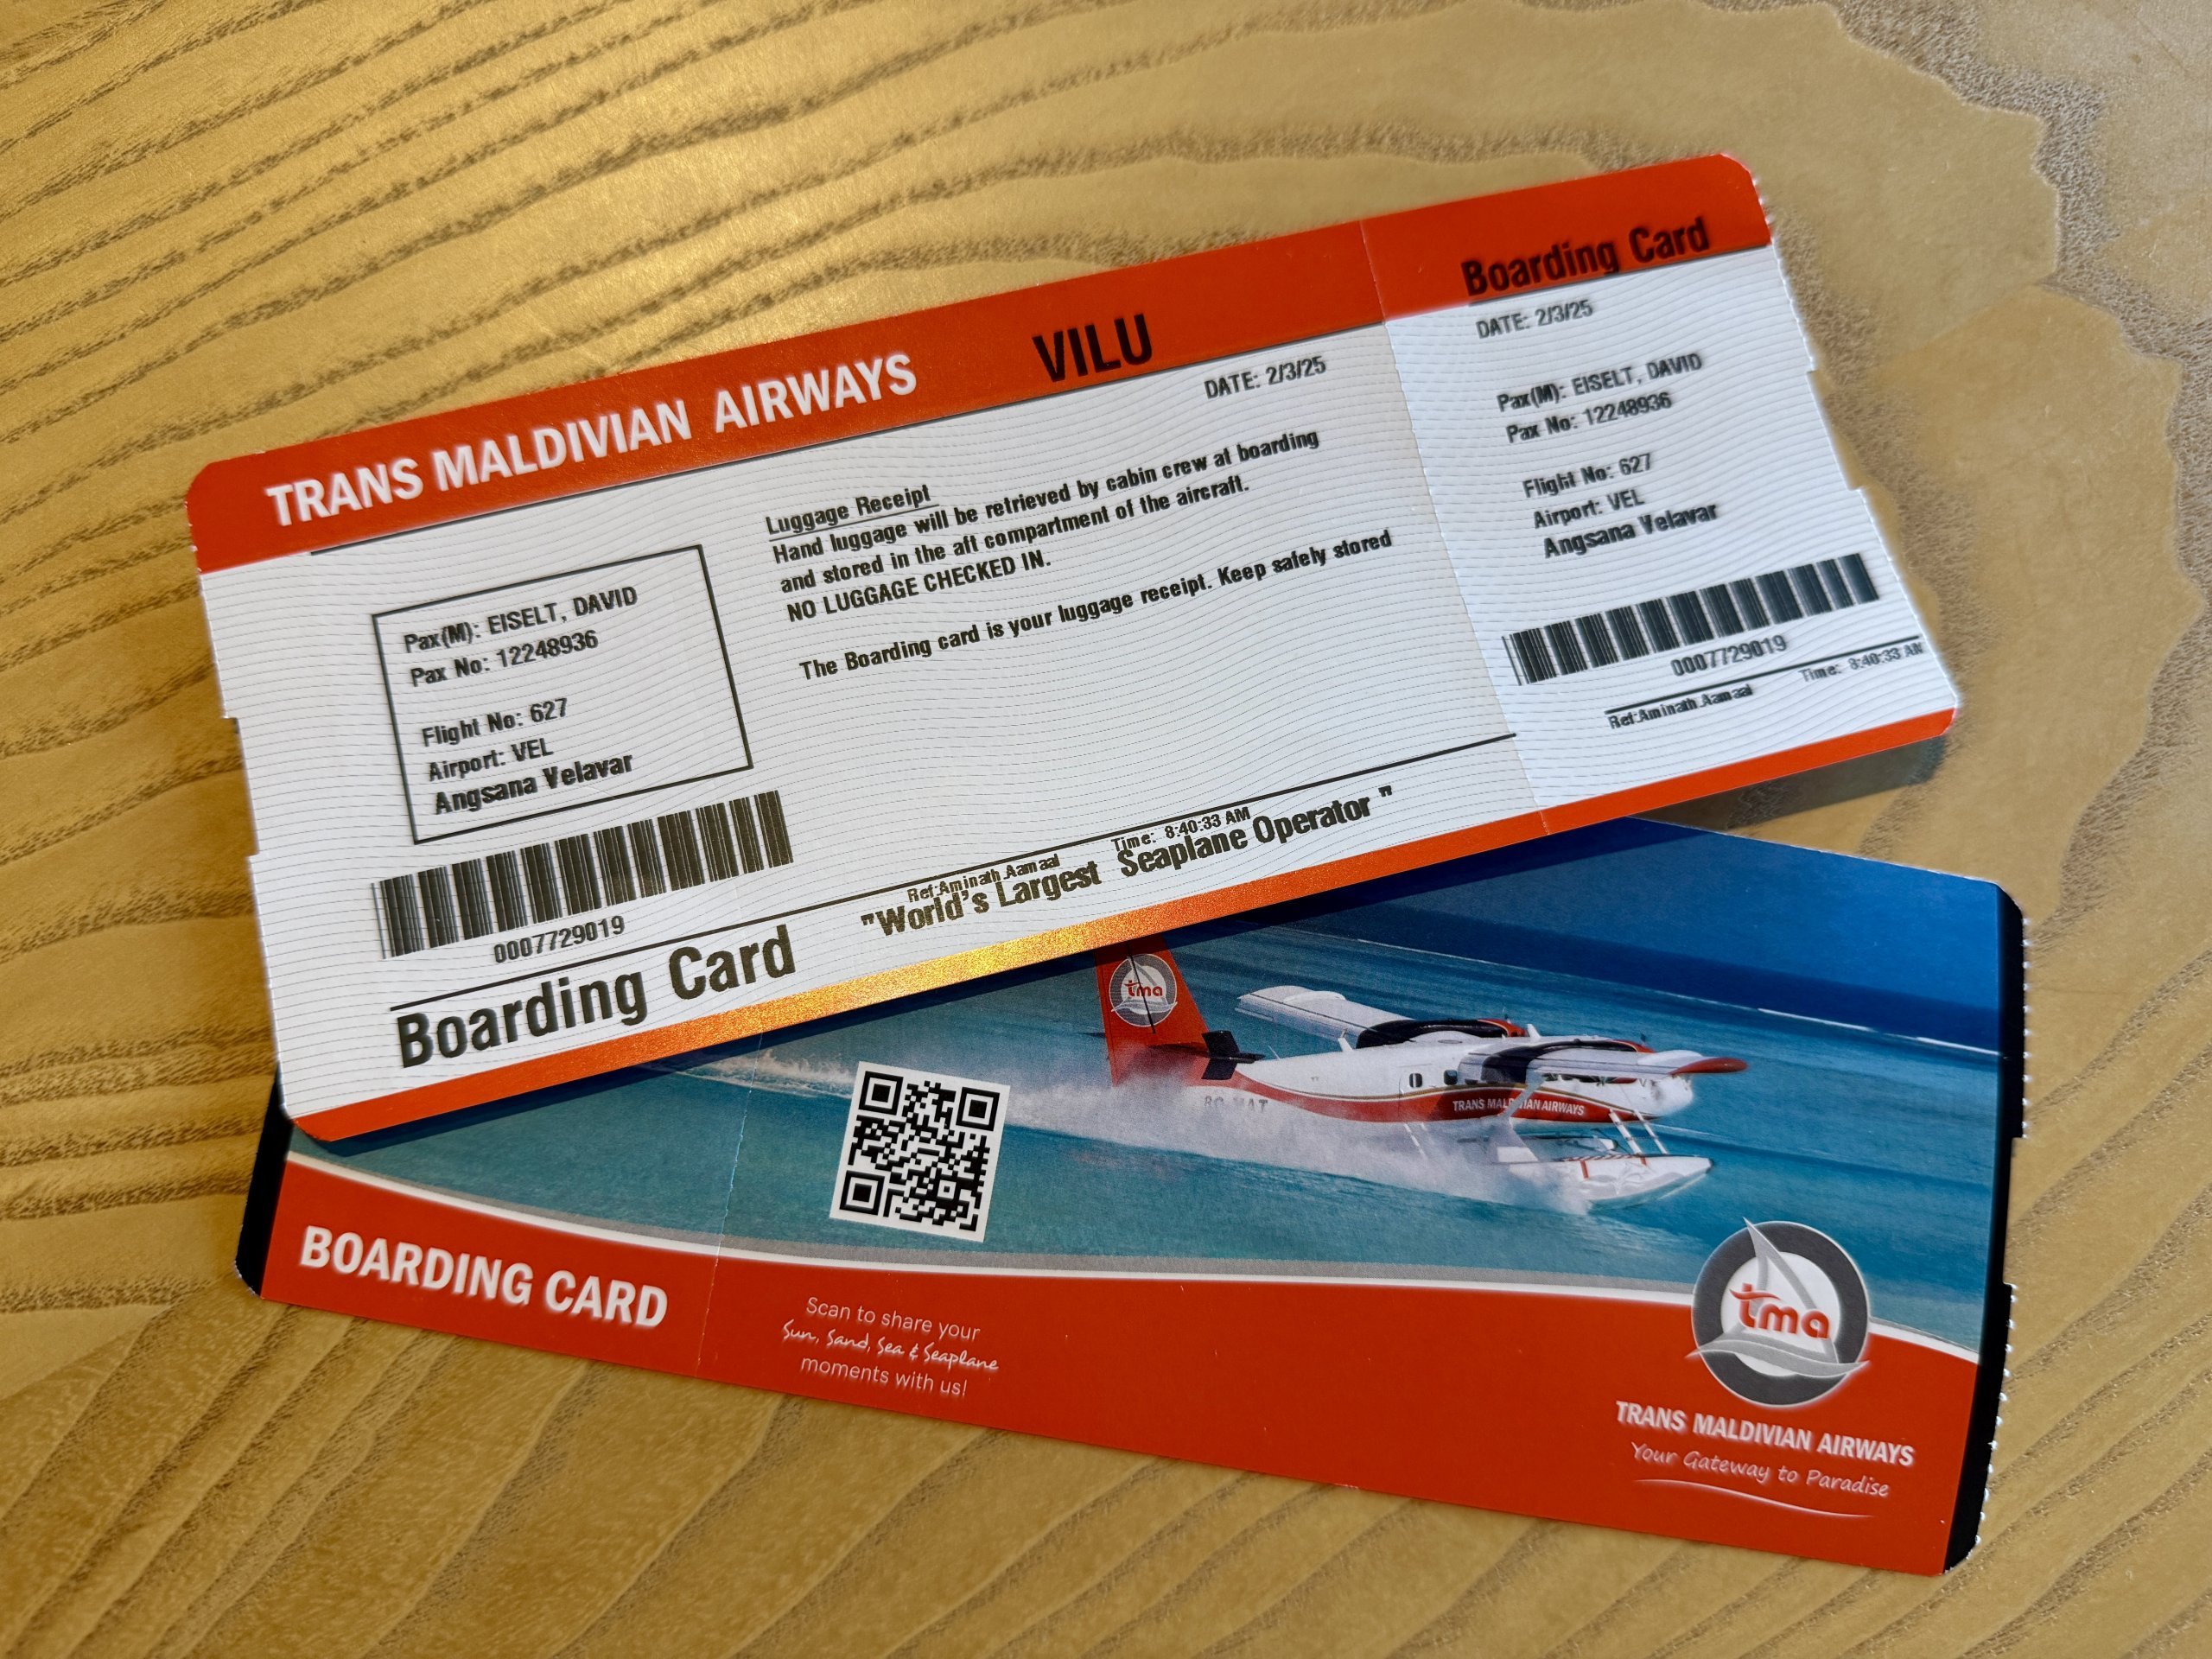 TRANS MALDIVIAN AIRWAYS
VILU
DATE: 2/3/25
Pax(M): EISELT, DAVID
Pax No: 12248936
Flight No: 627
Airport: VEL
Angsana Velavar
0007729019
Luggage Receipt
Hand luggage will be retrieved by cabin crew at boarding
and stored in the aft compartment of the aircraft.
NO LUGGAGE CHECKED IN.
The Boarding card is your luggage receipt. Keep safely stored
Ref:Aminath Aamaal Time: 8:40:33 AM
Boarding Card
"World's Largest Seaplane Operator "
Boarding Card
DATE: 2/3/25
Pax(M): EISELT, DAVID
Pax No: 12248936
Flight No: 627
Airport: VEL
Angsana Velavar
0007729019
Ref:Aminath Aamaal Time: 8:40:33 AM
tma
TRANS MALDIVIAN AIRWAYS
BOARDING CARD
Scan to share your
Sun, Sand, Sea & Seaplane
moments with us!
tma
TRANS MALDIVIAN AIRWAYS
Your Gateway to Paradise